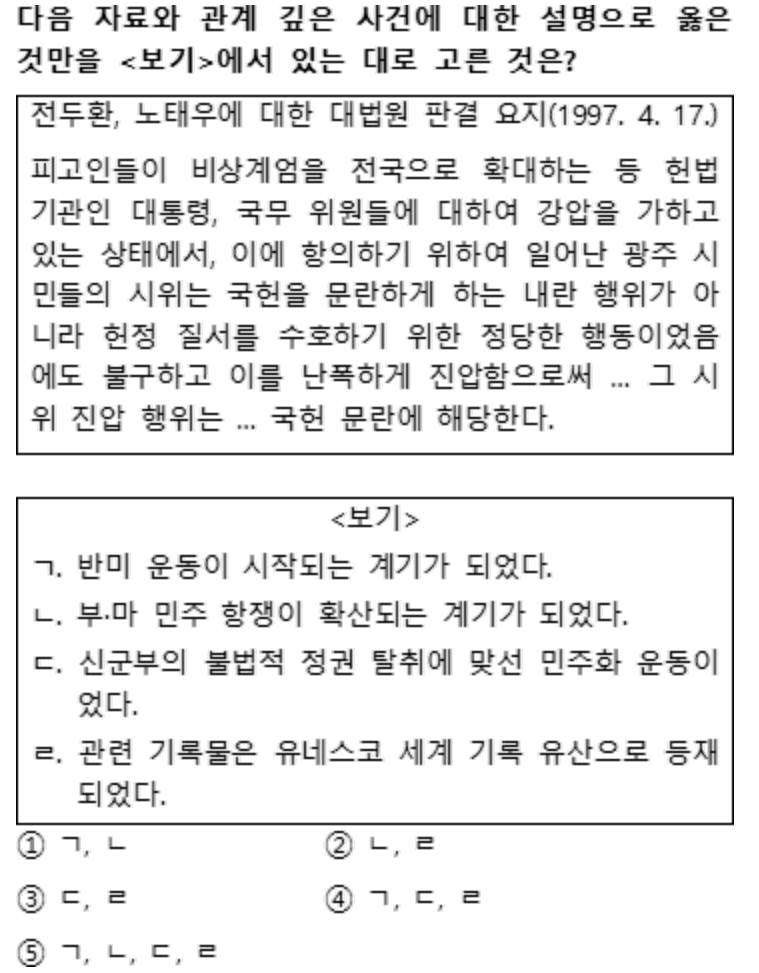 다음 자료와 관계 깊은 사건에 대한 설명으로 옳은
것만을 <보기>에서 있는 대로 고른 것은?
전두환, 노태우에 대한 대법원 판결 요지(1997. 4. 17.)
피고인들이 비상계엄을 전국으로 확대하는 등 헌법
기관인 대통령, 국무 위원들에 대하여 강압을 가하고
있는 상태에서, 이에 항의하기 위하여 일어난 광주 시
민들의 시위는 국헌을 문란하게 하는 내란 행위가 아
니라 헌정 질서를 수호하기 위한 정당한 행동이었음
에도 불구하고 이를 난폭하게 진압함으로써 ... 그 시
위 진압 행위는 ... 국헌 문란에 해당한다.
<보기>
ㄱ. 반미 운동이 시작되는 계기가 되었다.
ㄴ. 부·마 민주 항쟁이 확산되는 계기가 되었다.
ㄷ. 신군부의 불법적 정권 탈취에 맞선 민주화 운동이
었다.
ㄹ. 관련 기록물은 유네스코 세계 기록 유산으로 등재
되었다.
① ㄱ, ㄴ ② ㄴ, ㄹ
③ ㄷ, ㄹ ④ ㄱ, ㄷ, ㄹ
⑤ ㄱ, ㄴ, ㄷ, ㄹ